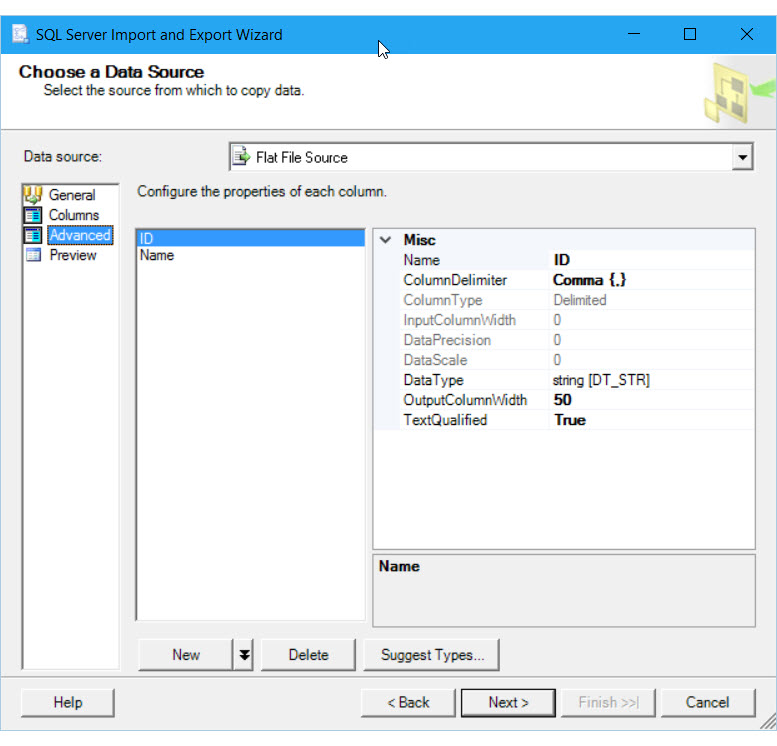 SQL Server Import and Export Wizard
Choose a Data Source
Select the source from which to copy data.
Data source:
Flat File Source
General
Columns
Advanced
Preview
Configure the properties of each column.
ID
Name
Misc
Name ID
ColumnDelimiter Comma {,}
ColumnType Delimited
InputColumnWidth 0
DataPrecision 0
DataScale 0
DataType string [DT_STR]
OutputColumnWidth 50
TextQualified True
Name
New
Delete
Suggest Types...
Help
< Back
Next >
Finish >>|
Cancel